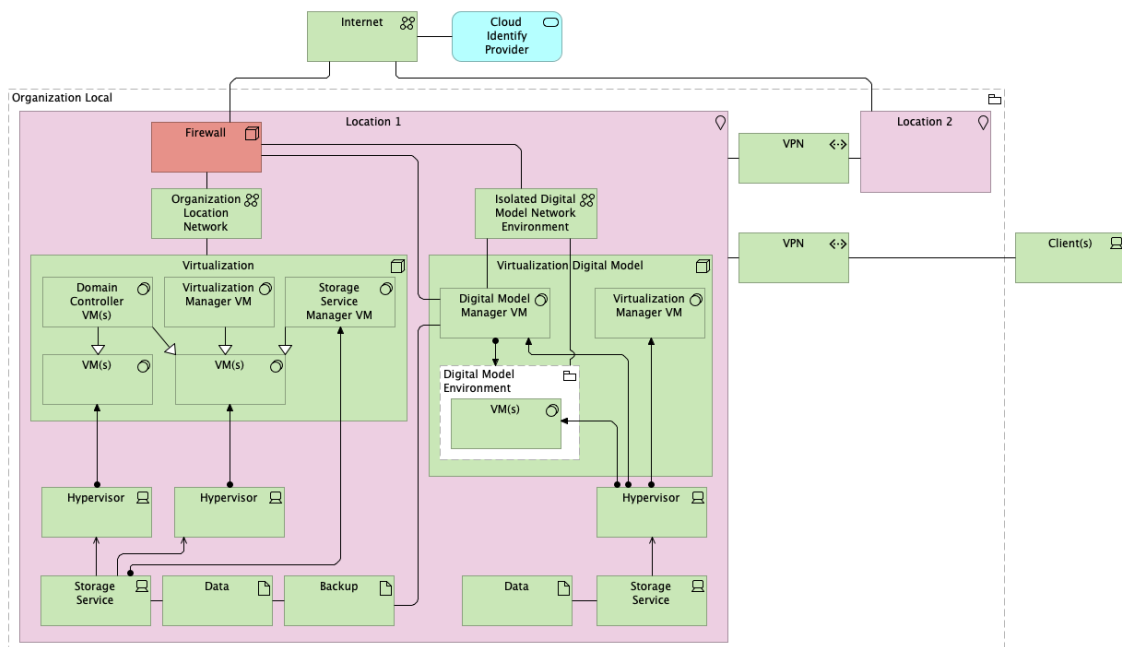 Internet
Cloud
Identify
Provider
Organization Local
Location 1
Location 2
Firewall
VPN
Organization
Location
Network
Isolated Digital
Model Network
Environment
VPN
Client(s)
Virtualization
Virtualization Digital Model
Domain
Controller
VM(s)
Virtualization
Manager VM
Storage
Service
Manager VM
Digital Model
Manager VM
Virtualization
Manager VM
VM(s)
VM(s)
Digital Model
Environment
VM(s)
Hypervisor
Hypervisor
Hypervisor
Storage
Service
Data
Backup
Data
Storage
Service